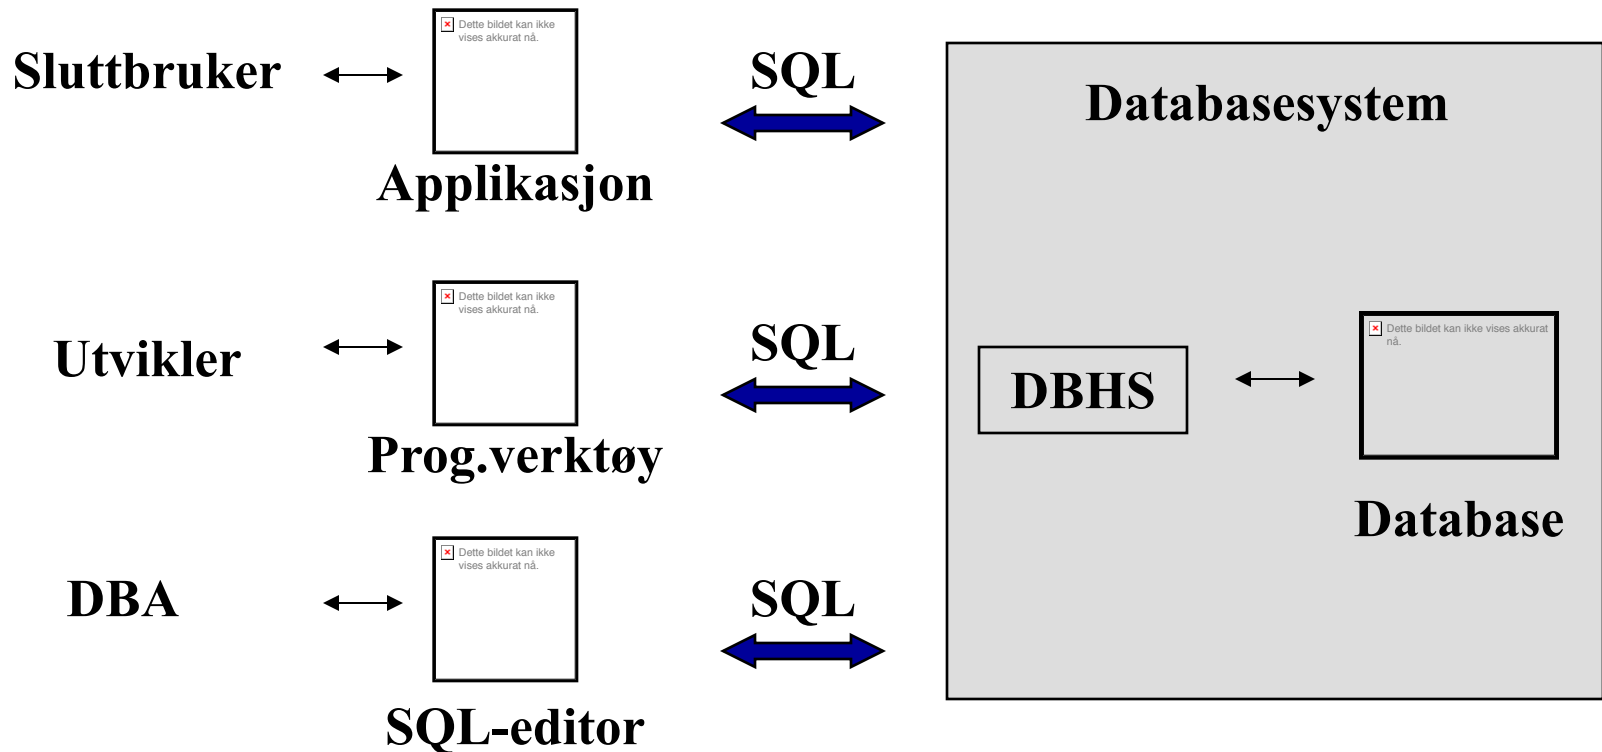 Sluttbruker
Dette bildet kan ikke
vises akkurat nå.
Applikasjon
SQL
Utvikler
Dette bildet kan ikke
vises akkurat nå.
Prog.verktøy
SQL
DBA
Dette bildet kan ikke
vises akkurat nå.
SQL-editor
SQL
Databasesystem
DBHS
Dette bildet kan ikke vises akkurat
nå.
Database